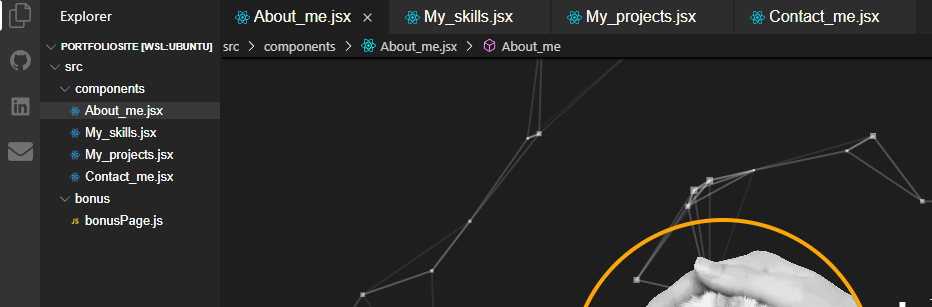 Explorer
PORTFOLIOSITE [WSL:UBUNTU]
src
components
About_me.jsx
My_skills.jsx
My_projects.jsx
Contact_me.jsx
bonus
JS bonusPage.js
About_me.jsx × My_skills.jsx My_projects.jsx Contact_me.jsx
src > components > About_me.jsx > About_me